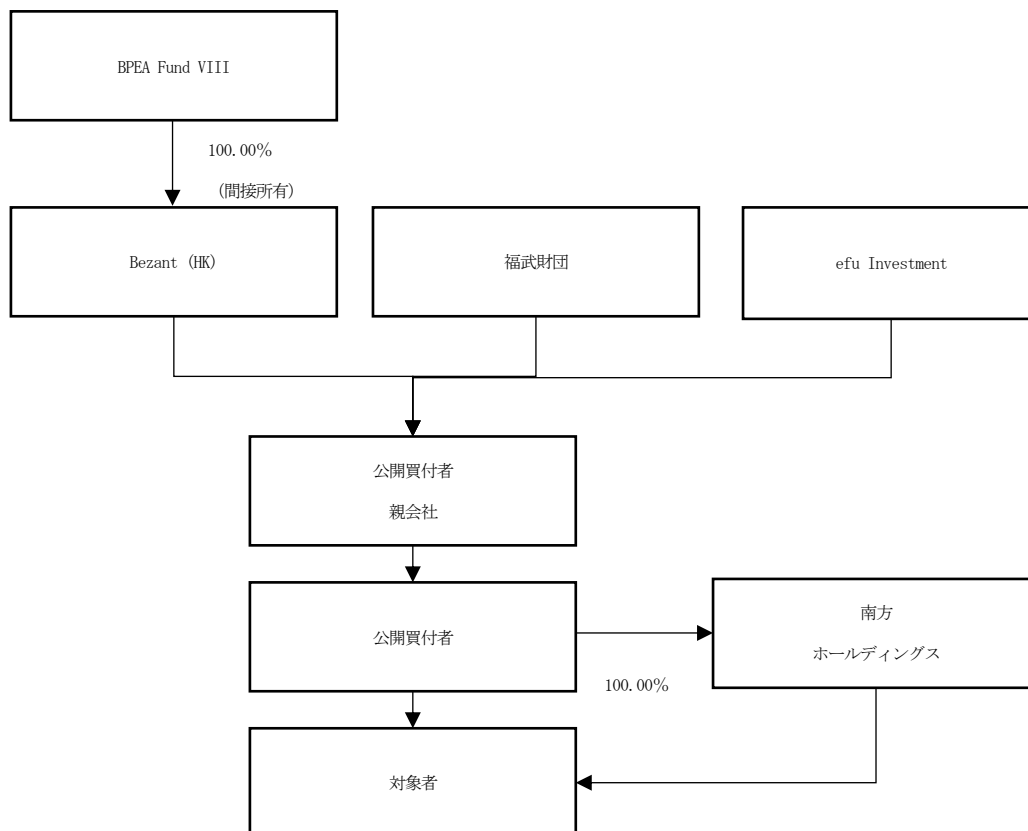 BPEA Fund VIII
100.00%
(間接所有)
Bezant (HK)
福武財団
efu Investment
公開買付者
親会社
公開買付者
南方
ホールディングス
100.00%
対象者